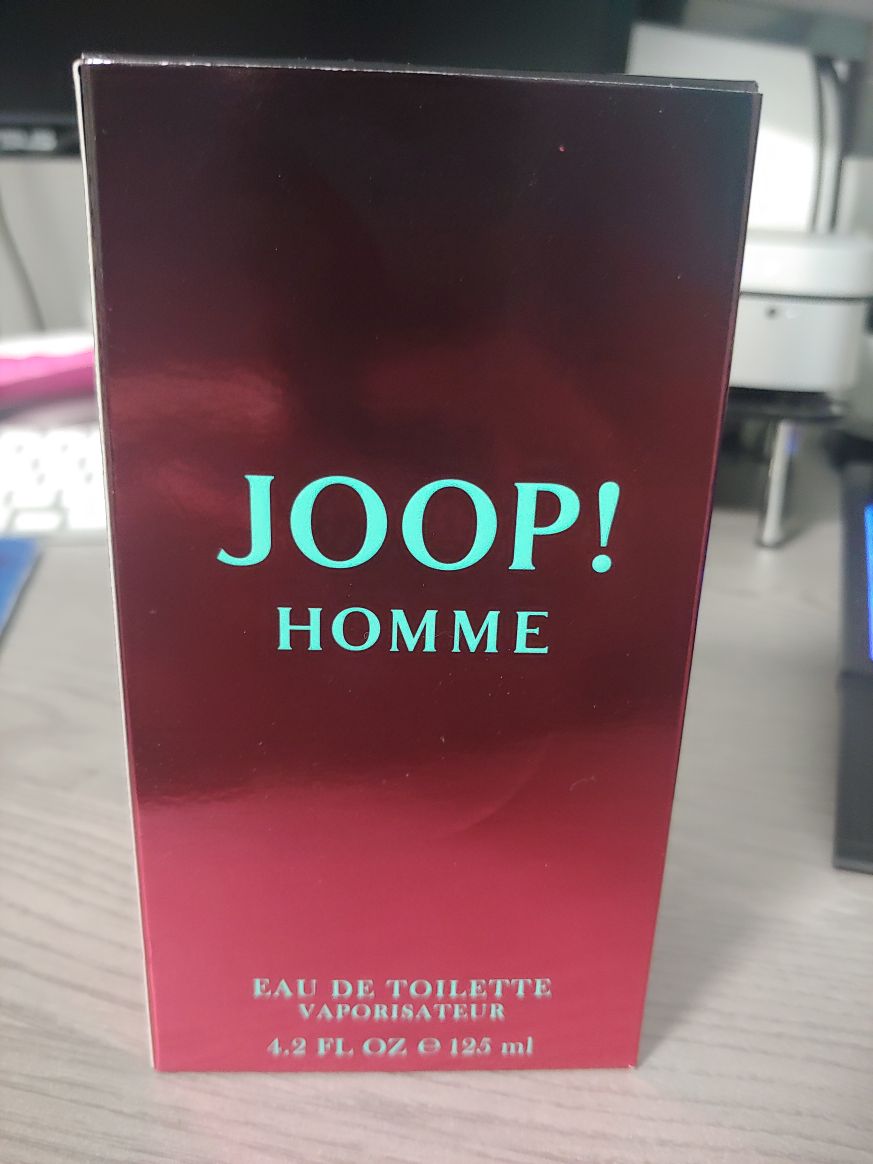 JOOP!
HOMME
EAU DE TOILETTE
VAPORISATEUR
4.2 FL OZ ℮ 125 ml